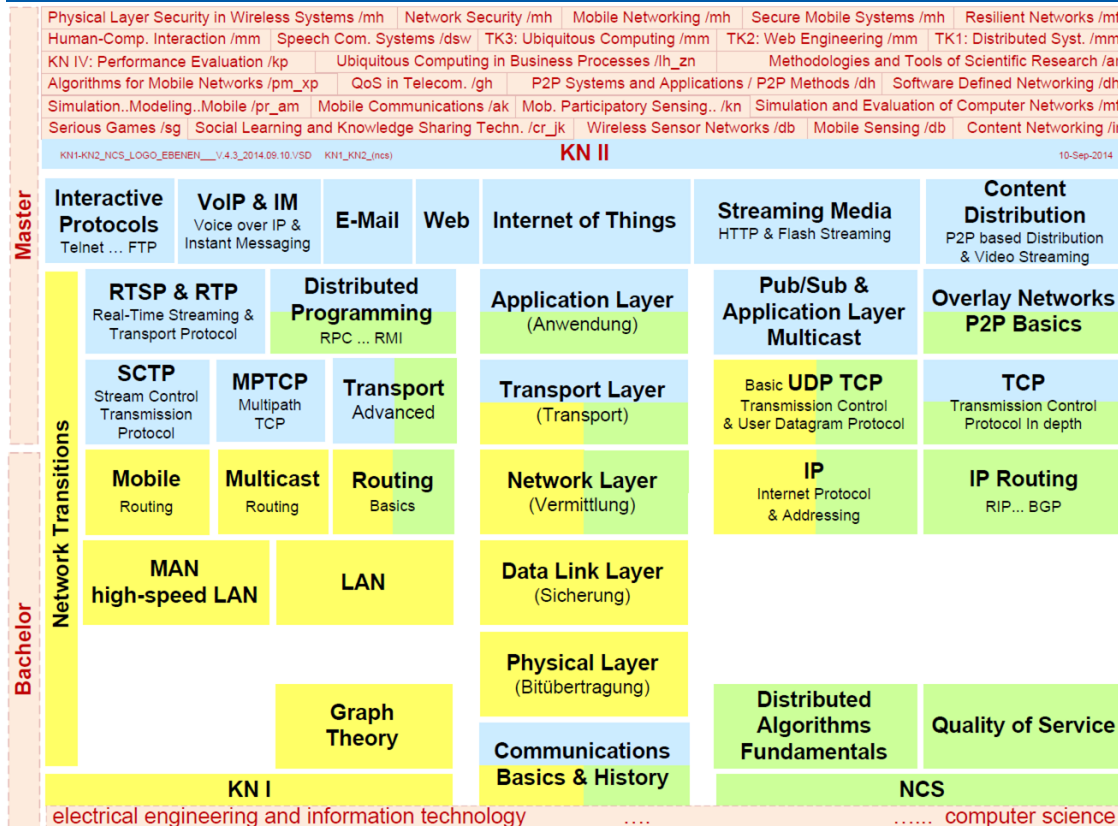 Physical Layer Security in Wireless Systems /mh Network Security /mh Mobile Networking /mh Secure Mobile Systems /mh Resilient Networks
Human-Comp. Interaction /mm Speech Com. Systems /dsw TK3: Ubiquitous Computing /mm TK2: Web Engineering /mm TK1: Distributed Syst. /mm
KN IV: Performance Evaluation /kp Ubiquitous Computing in Business Processes /lh_zn Methodologies and Tools of Scientific Research
Algorithms for Mobile Networks /pm_xp QoS in Telecom. /gh P2P Systems and Applications / P2P Methods /dh Software Defined Networking /dh
Simulation..Modeling..Mobile /pr_am Mobile Communications /ak Mob. Participatory Sensing.. /kn Simulation and Evaluation of Computer Networks
Serious Games /sg Social Learning and Knowledge Sharing Techn. /cr_jk Wireless Sensor Networks /db Mobile Sensing /db Content Networking
KN1-KN2_NCS_LOGO_EBENEN___V.4.3_2014.09.10.VSD KN1_KN2_(ncs) KN II 10-Sep-2014
Master
Interactive
Protocols
Telnet ... FTP
VoIP & IM
Voice over IP &
Instant Messaging
E-Mail
Web
Internet of Things
Streaming Media
HTTP & Flash Streaming
Content
Distribution
P2P based Distribution
& Video Streaming
Network Transitions
RTSP & RTP
Real-Time Streaming &
Transport Protocol
Distributed
Programming
RPC ... RMI
Application Layer
(Anwendung)
Pub/Sub &
Application Layer
Multicast
Overlay Networks
P2P Basics
SCTP
Stream Control
Transmission
Protocol
MPTCP
Multipath
TCP
Transport
Advanced
Transport Layer
(Transport)
Basic UDP TCP
Transmission Control
& User Datagram Protocol
TCP
Transmission Control
Protocol In depth
Bachelor
Mobile
Routing
Multicast
Routing
Routing
Basics
Network Layer
(Vermittlung)
IP
Internet Protocol
& Addressing
IP Routing
RIP... BGP
MAN
high-speed LAN
LAN
Data Link Layer
(Sicherung)
Physical Layer
(Bitübertragung)
Graph
Theory
Communications
Basics & History
Distributed
Algorithms
Fundamentals
Quality of Service
KN I
NCS
electrical engineering and information technology .... ...... computer science